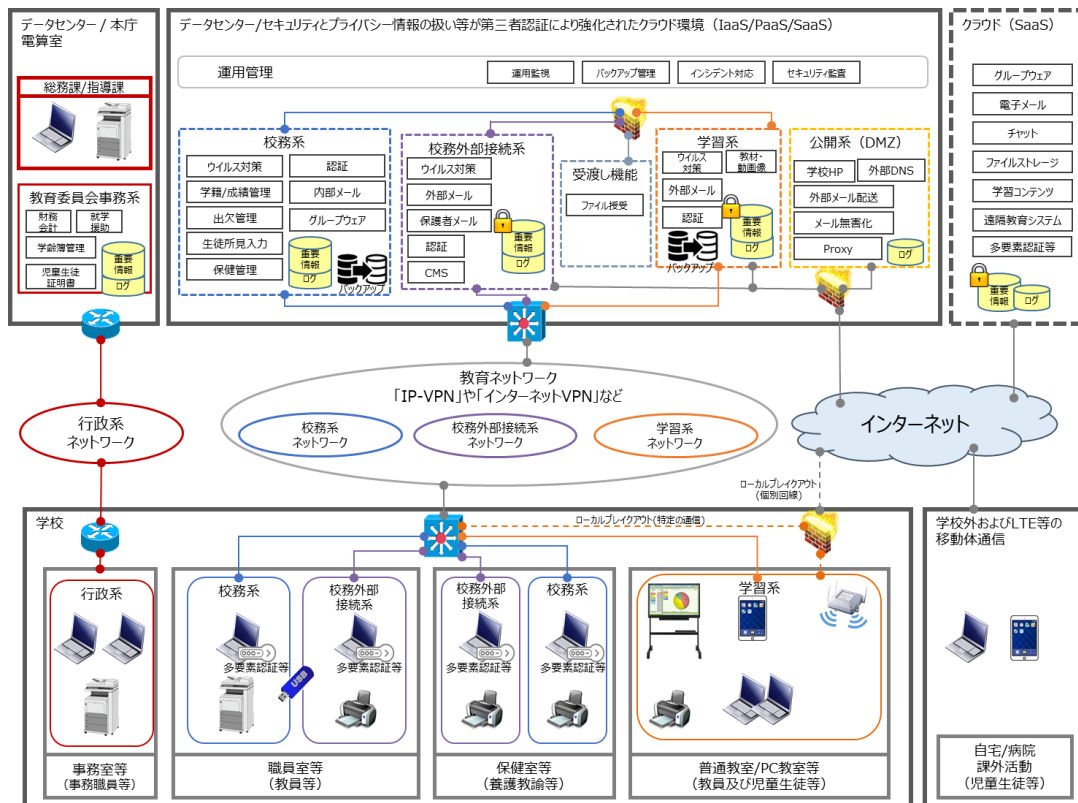 データセンター / 本庁
電算室
総務課/指導課
教育委員会事務系
財務
会計
就学
援助
学齢簿管理
児童生徒
証明書
重要
情報
ログ
データセンター/セキュリティとプライバシー情報の扱い等が第三者認証により強化されたクラウド環境（IaaS/PaaS/SaaS）
運用管理
運用監視
バックアップ管理
インシデント対応
セキュリティ監査
校務系
ウイルス対策
認証
学籍/成績管理
内部メール
出欠管理
グループウェア
生徒所見入力
保健管理
重要
情報
ログ
バックアップ
校務外部接続系
ウイルス対策
外部メール
保護者メール
認証
CMS
重要
情報
ログ
受渡し機能
ファイル授受
学習系
ウイルス
対策
教材・
動画像
外部メール
認証
重要
情報
ログ
バックアップ
公開系（DMZ）
学校HP
外部DNS
外部メール配送
メール無害化
Proxy
ログ
クラウド（SaaS）
グループウェア
電子メール
チャット
ファイルストレージ
学習コンテンツ
遠隔教育システム
多要素認証等
重要
情報
ログ
行政系
ネットワーク
教育ネットワーク
「IP-VPN」や「インターネットVPN」など
校務系
ネットワーク
校務外部接続系
ネットワーク
学習系
ネットワーク
インターネット
ローカルブレイクアウト
（個別回線）
学校
ローカルブレイクアウト(特定の通信)
行政系
事務室等
（事務職員等）
校務系
多要素認証等
USB
校務外部
接続系
多要素認証等
職員室等
（教員等）
校務外部
接続系
多要素認証等
校務系
多要素認証等
保健室等
（養護教諭等）
学習系
普通教室/PC教室等
（教員及び児童生徒等）
学校外およびLTE等の
移動体通信
自宅/病院
課外活動
（児童生徒等）